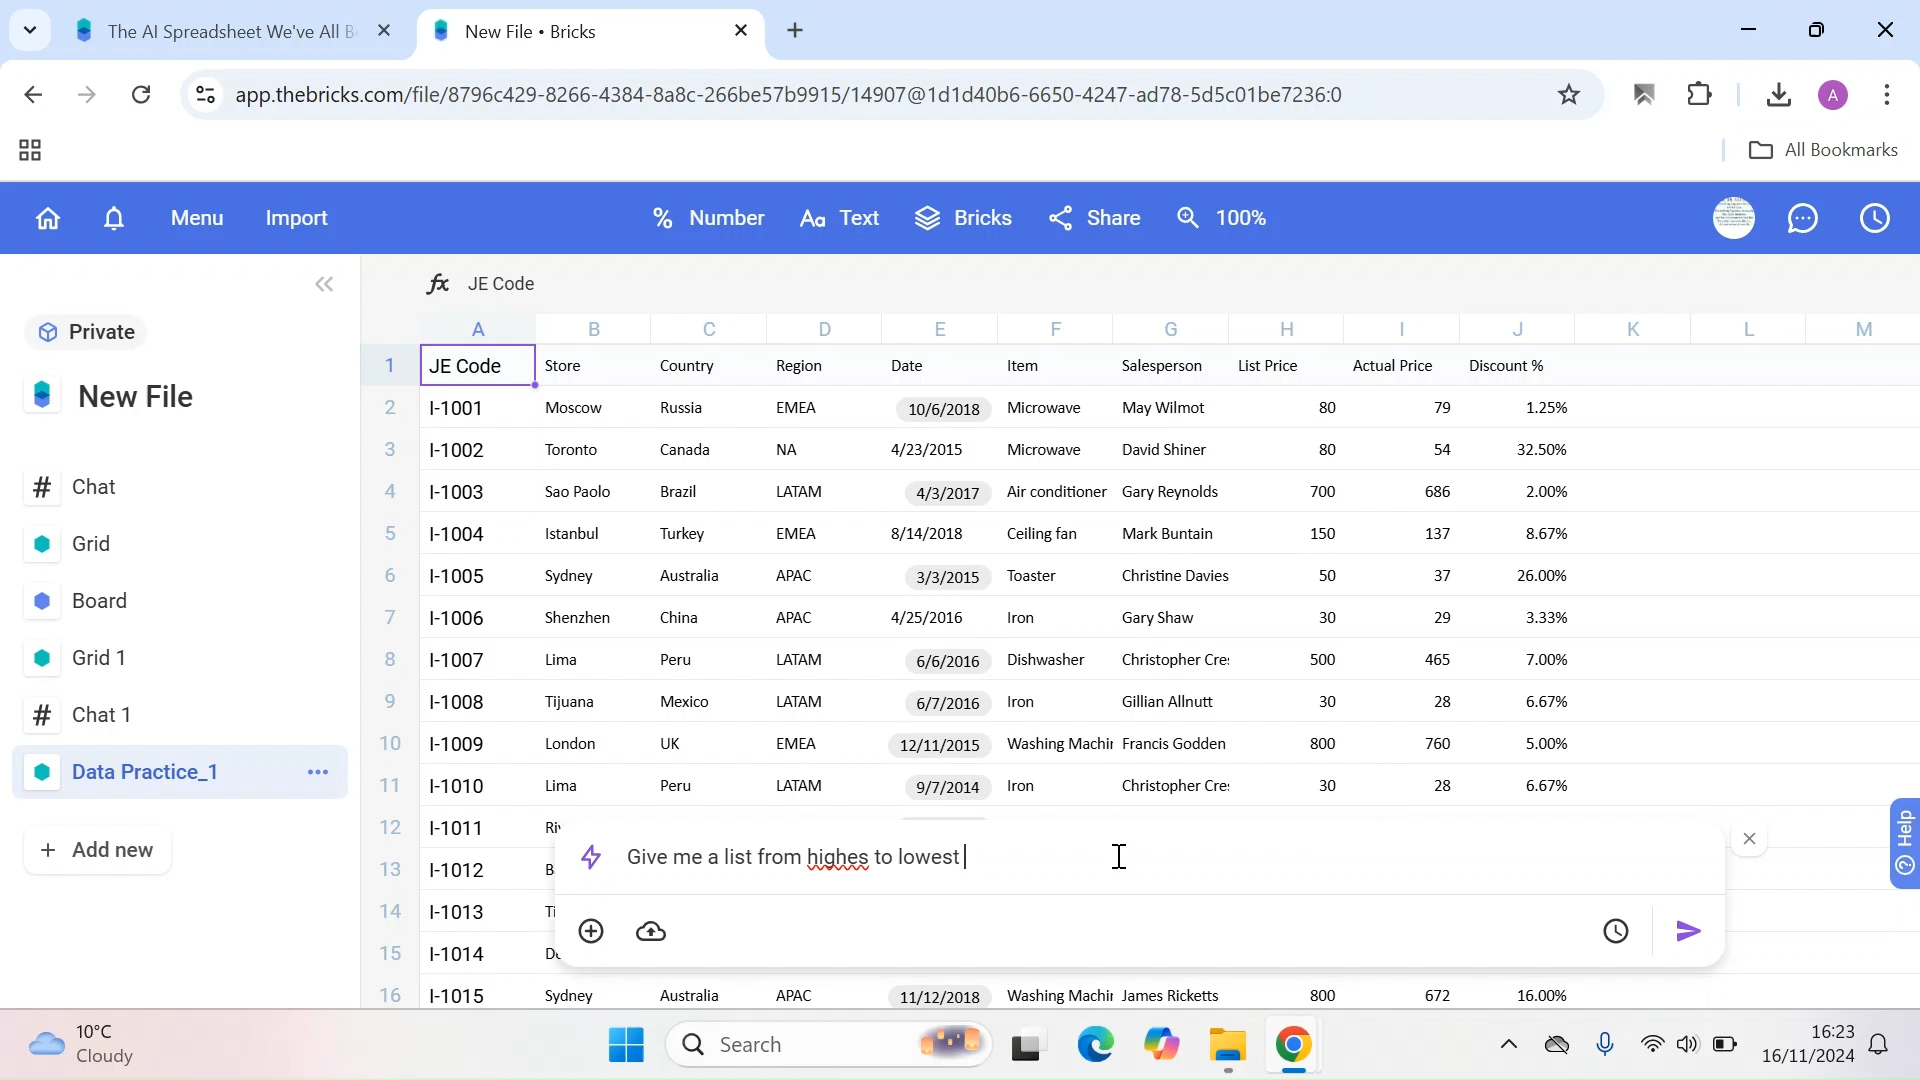 The AI Spreadsheet We've All B
New File • Bricks
app.thebricks.com/file/8796c429-8266-4384-8a8c-266be57b9915/14907@1d1d40b6-6650-4247-ad78-5d5c01be7236:0
A
All Bookmarks
Menu Import % Number Aa Text Bricks Share 100%
fx JE Code
Private
New File
# Chat
Grid
Board
Grid 1
# Chat 1
Data Practice_1
+ Add new
A B C D E F G H I J K L M
1 JE Code Store Country Region Date Item Salesperson List Price Actual Price Discount %
2 I-1001 Moscow Russia EMEA 10/6/2018 Microwave May Wilmot 80 79 1.25%
3 I-1002 Toronto Canada NA 4/23/2015 Microwave David Shiner 80 54 32.50%
4 I-1003 Sao Paolo Brazil LATAM 4/3/2017 Air conditioner Gary Reynolds 700 686 2.00%
5 I-1004 Istanbul Turkey EMEA 8/14/2018 Ceiling fan Mark Buntain 150 137 8.67%
6 I-1005 Sydney Australia APAC 3/3/2015 Toaster Christine Davies 50 37 26.00%
7 I-1006 Shenzhen China APAC 4/25/2016 Iron Gary Shaw 30 29 3.33%
8 I-1007 Lima Peru LATAM 6/6/2016 Dishwasher Christopher Cre 500 465 7.00%
9 I-1008 Tijuana Mexico LATAM 6/7/2016 Iron Gillian Allnutt 30 28 6.67%
10 I-1009 London UK EMEA 12/11/2015 Washing Machi Francis Godden 800 760 5.00%
11 I-1010 Lima Peru LATAM 9/7/2014 Iron Christopher Cre 30 28 6.67%
12 I-1011 Ri
13 I-1012 B
14 I-1013 Ti
15 I-1014 D
16 I-1015 Sydney Australia APAC 11/12/2018 Washing Machi James Ricketts 800 672 16.00%
Give me a list from highes to lowest
Help
10°C
Cloudy
Search
16:23
16/11/2024